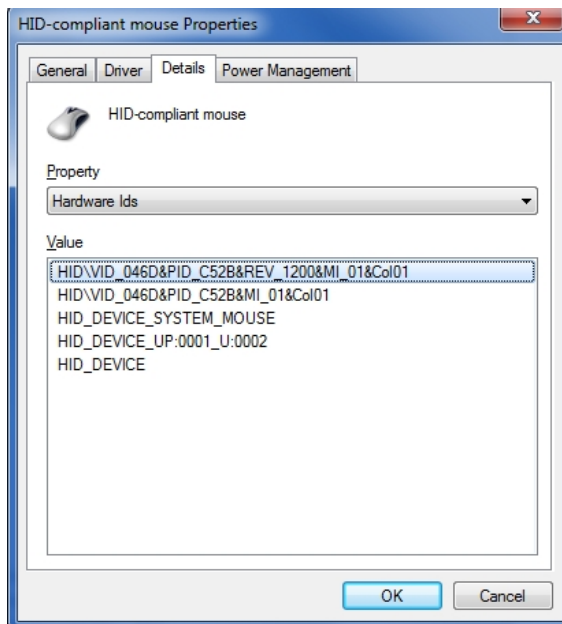 HID-compliant mouse Properties
General Driver Details Power Management
HID-compliant mouse
Property
Hardware Ids
Value
HID\VID_046D&PID_C52B&REV_1200&MI_01&Col01
HID\VID_046D&PID_C52B&MI_01&Col01
HID_DEVICE_SYSTEM_MOUSE
HID_DEVICE_UP:0001_U:0002
HID_DEVICE
OK Cancel